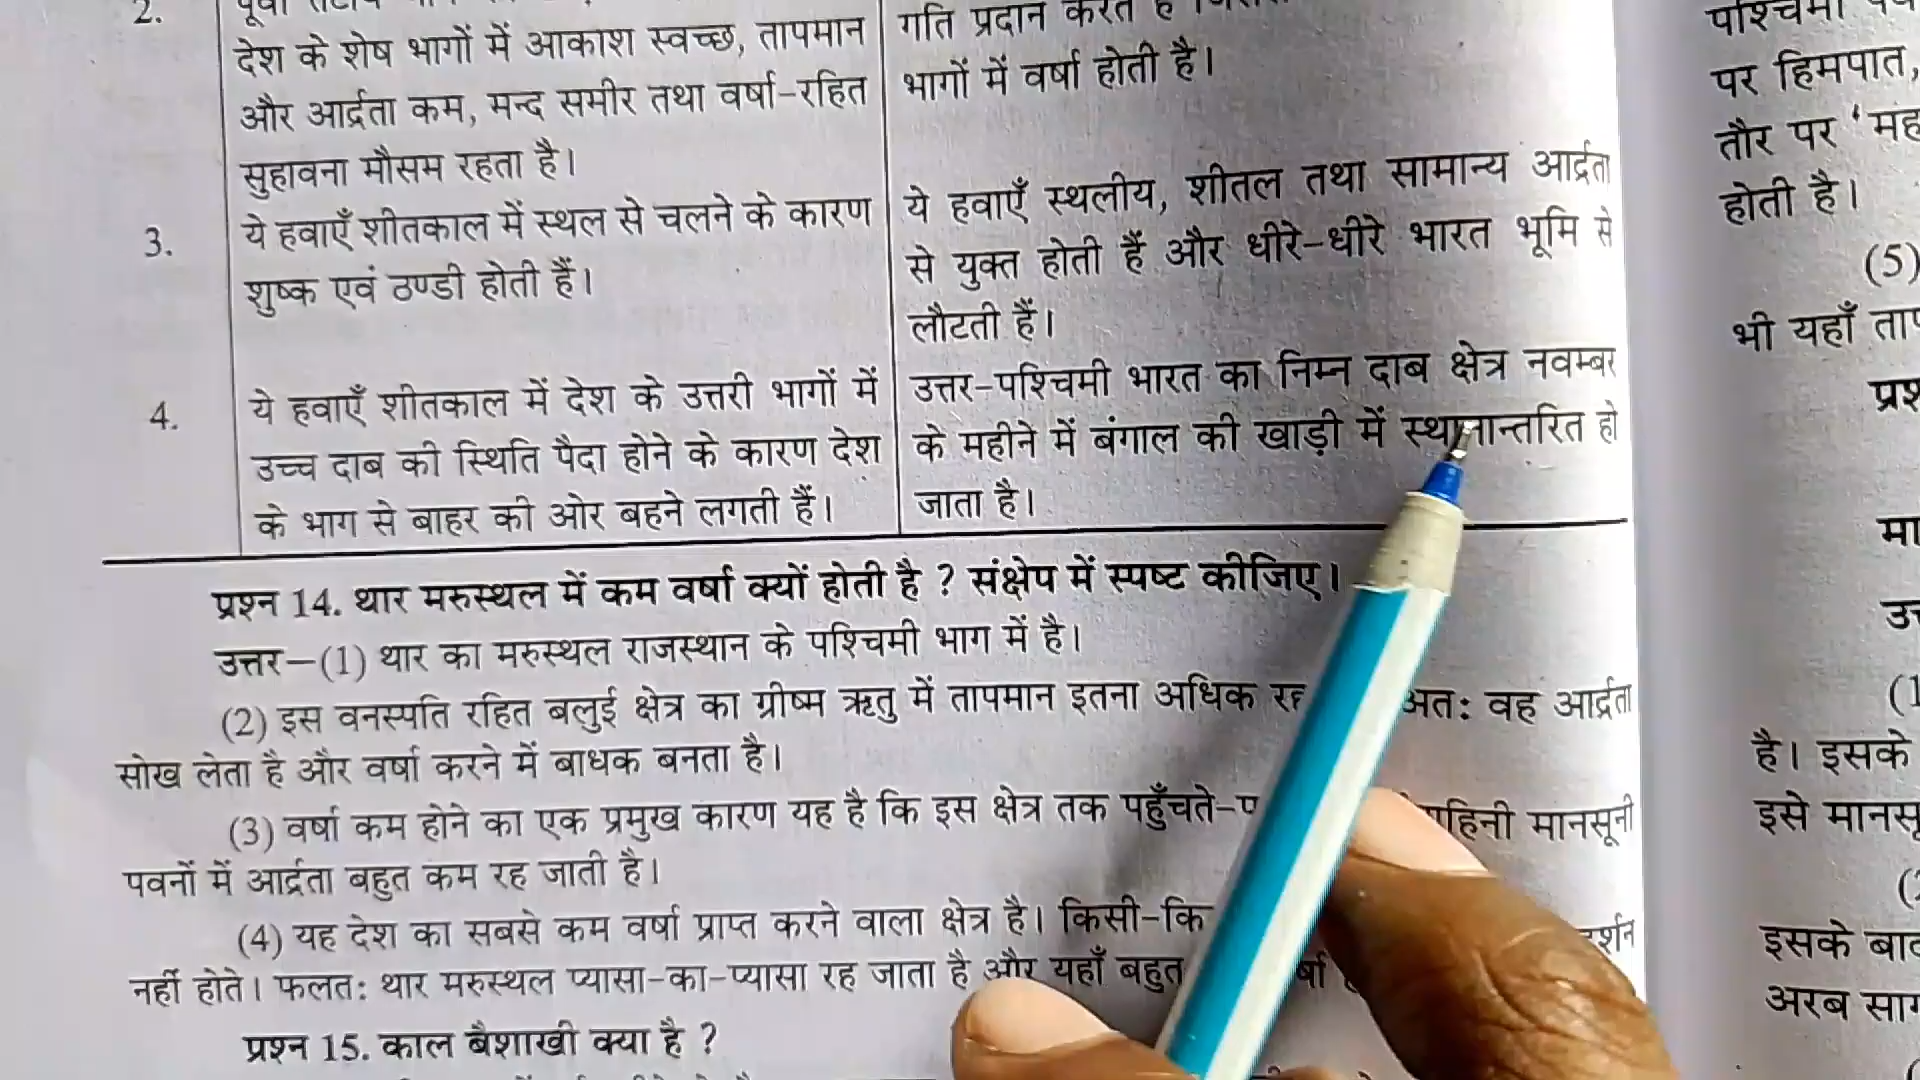 2.
देश के शेष भागों में आकाश स्वच्छ, तापमान
और आर्द्रता कम, मन्द समीर तथा वर्षा-रहित
सुहावना मौसम रहता है।
3. ये हवाएँ शीतकाल में स्थल से चलने के कारण
शुष्क एवं ठण्डी होती हैं।
4. ये हवाएँ शीतकाल में देश के उत्तरी भागों में
उच्च दाब की स्थिति पैदा होने के कारण देश
के भाग से बाहर की ओर बहने लगती हैं।
गति प्रदान करते हैं
भागों में वर्षा होती है।
ये हवाएँ स्थलीय, शीतल तथा सामान्य आर्द्रता
से युक्त होती हैं और धीरे-धीरे भारत भूमि से
लौटती हैं।
उत्तर-पश्चिमी भारत का निम्न दाब क्षेत्र नवम्बर
के महीने में बंगाल की खाड़ी में स्थानान्तरित हो
जाता है।
प्रश्न 14. थार मरुस्थल में कम वर्षा क्यों होती है ? संक्षेप में स्पष्ट कीजिए।
उत्तर—(1) थार का मरुस्थल राजस्थान के पश्चिमी भाग में है।
(2) इस वनस्पति रहित बलुई क्षेत्र का ग्रीष्म ऋतु में तापमान इतना अधिक अतः वह आर्द्रता
सोख लेता है और वर्षा करने में बाधक बनता है।
(3) वर्षा कम होने का एक प्रमुख कारण यह है कि इस क्षेत्र तक पहुँचते- मानसूनी
पवनों में आर्द्रता बहुत कम रह जाती है।
(4) यह देश का सबसे कम वर्षा प्राप्त करने वाला क्षेत्र है। किसी-
नहीं होते। फलतः थार मरुस्थल प्यासा-का-प्यासा रह जाता है और यहाँ बहुत
प्रश्न 15. काल बैशाखी क्या है ?
पर हिमपात,
तौर पर
होती है।
(5)
भी यहाँ
है। इसके
इसे
इसके बाद
अरब